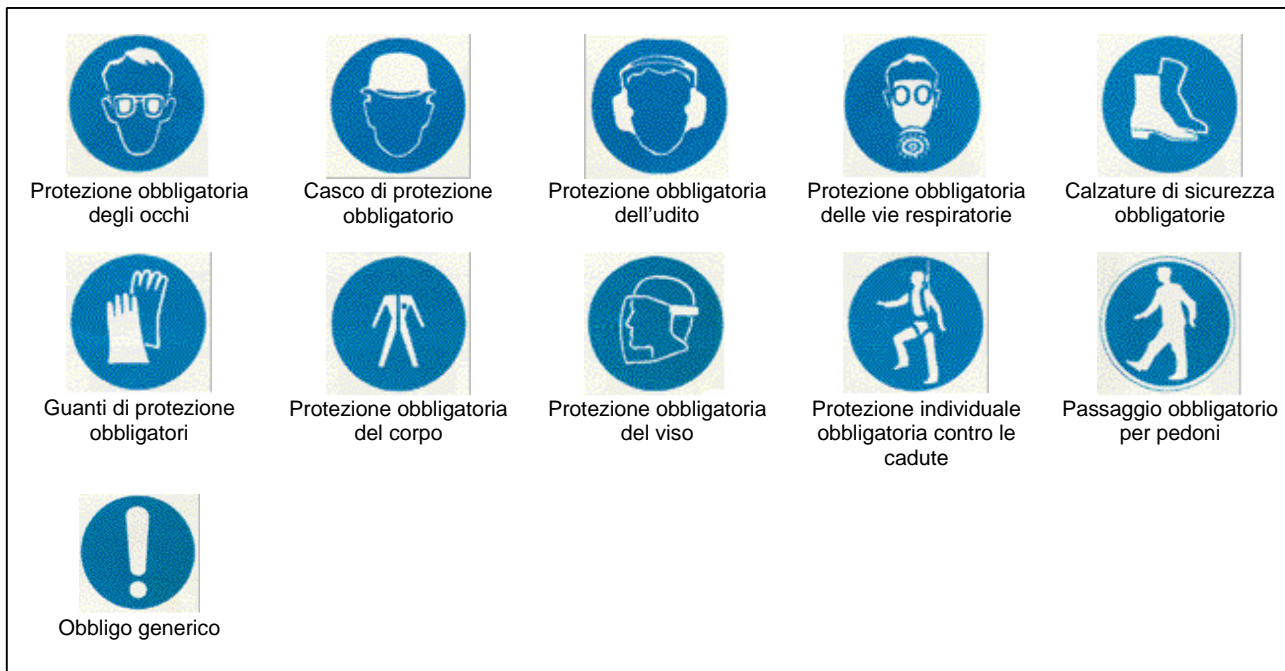 Protezione obbligatoria
degli occhi
Casco di protezione
obbligatorio
Protezione obbligatoria
dell'udito
Protezione obbligatoria
delle vie respiratorie
Calzature di sicurezza
obbligatorie
Guanti di protezione
obbligatori
Protezione obbligatoria
del corpo
Protezione obbligatoria
del viso
Protezione individuale
obbligatoria contro le
cadute
Passaggio obbligatorio
per pedoni
Obbligo generico